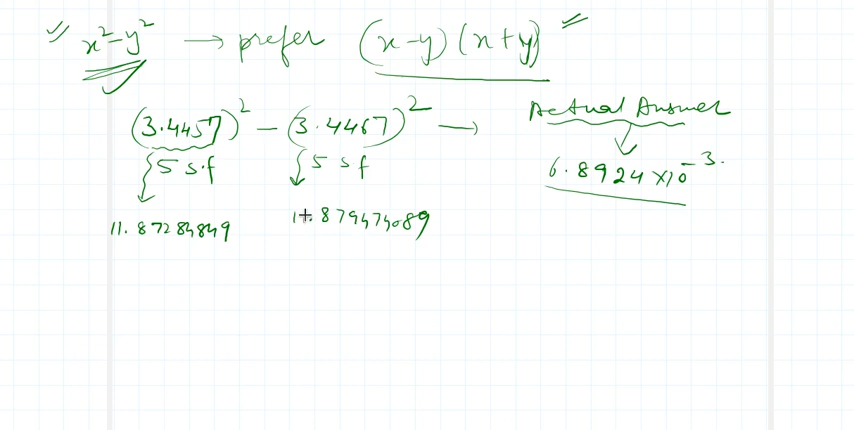 x² - y² → prefer (x-y) (x+y)
(3.4457)² - (3.4467)² → Actual Answer
5 s.f 5 s f 6.8924 × 10⁻³.
11.87284849 11.879474089